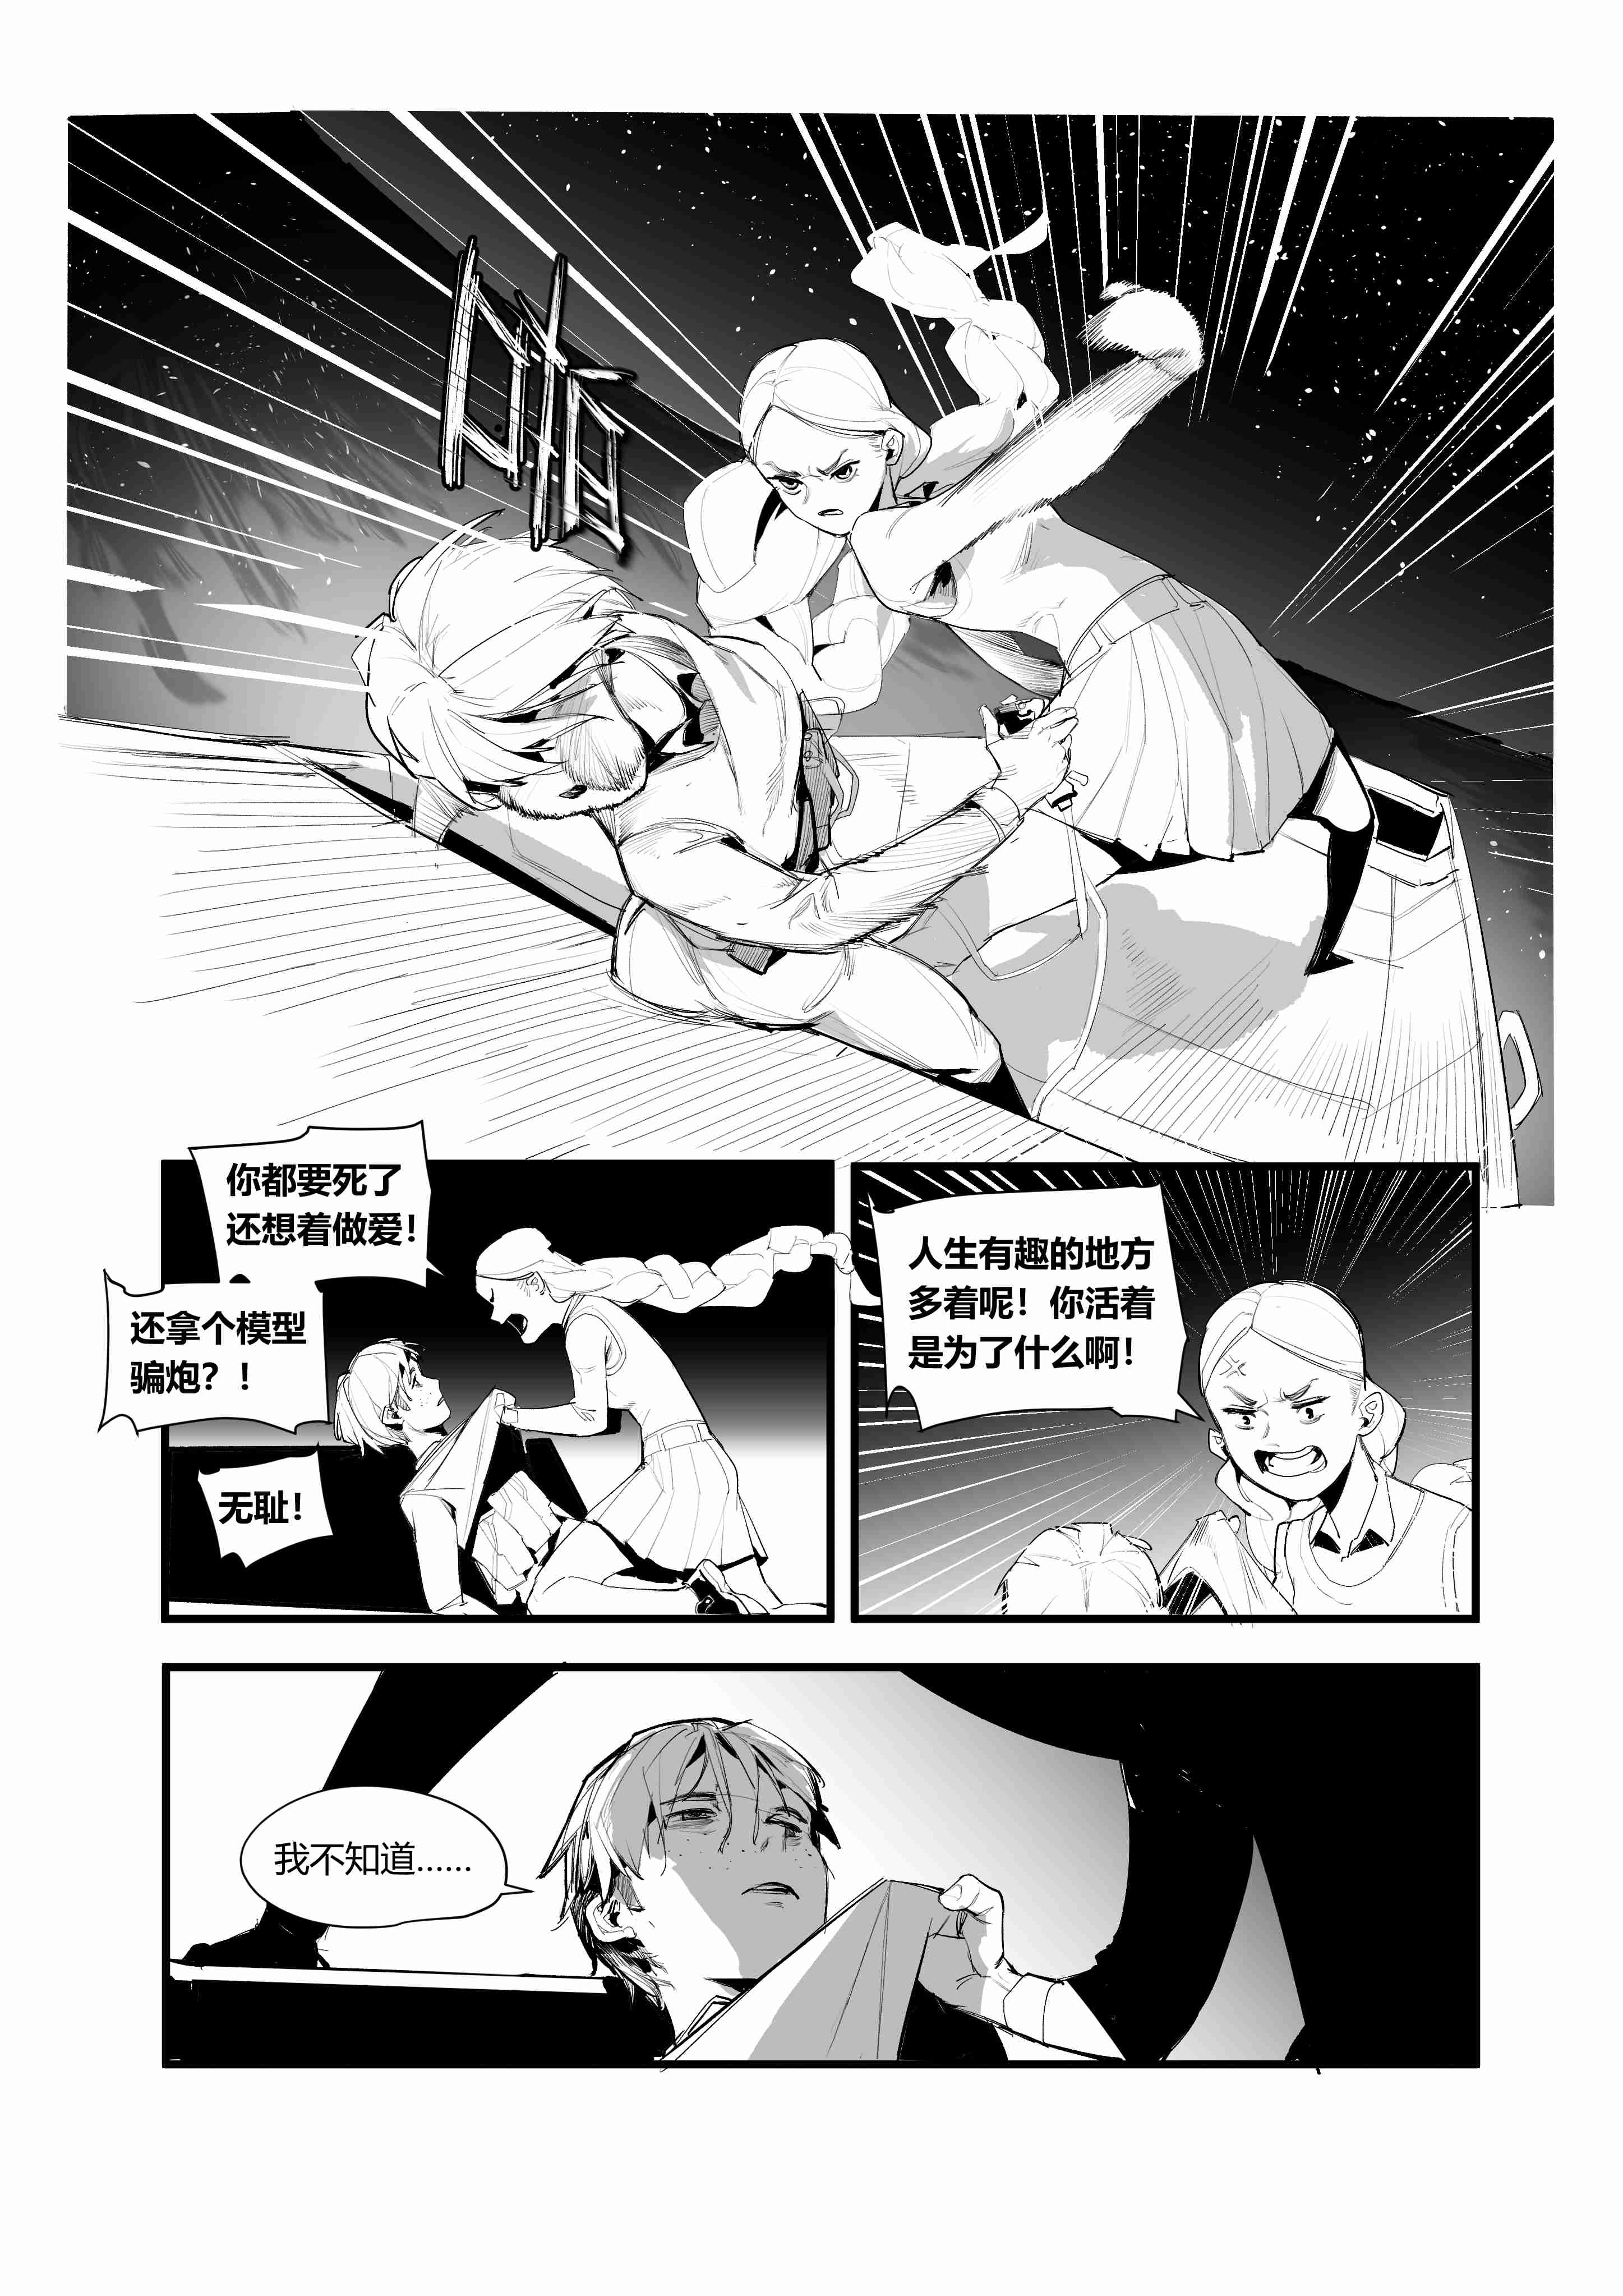 啪
你都要死了
还想着做爱！
还拿个模型
骗炮？！
无耻！
人生有趣的地方
多着呢！你活着
是为了什么啊！
我不知道……